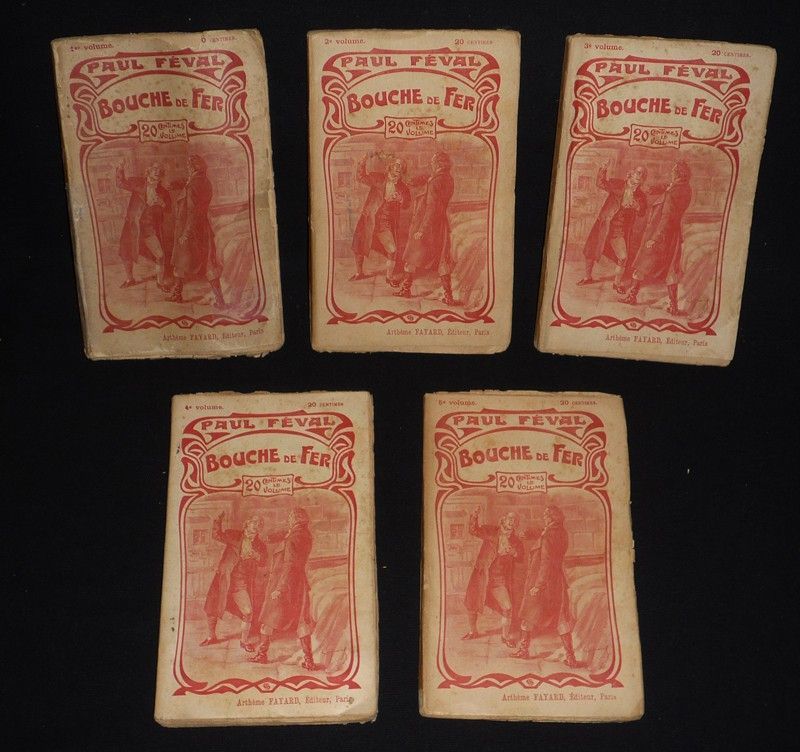 1er volume. 0 CENTIMES.
PAUL FÉVAL
BOUCHE DE FER
20 CENTIMES LE VOLUME
Arthème FAYARD, Éditeur, Paris
2e volume. 20 CENTIMES.
PAUL FÉVAL
BOUCHE DE FER
20 CENTIMES LE VOLUME
Arthème FAYARD, Éditeur, Paris
3e volume. 20 CENTIMES.
PAUL FÉVAL
BOUCHE DE FER
20 CENTIMES LE VOLUME
Arthème FAYARD, Éditeur, Paris
4e volume. 20 CENTIMES
PAUL FÉVAL
BOUCHE DE FER
20 CENTIMES LE VOLUME
Arthème FAYARD, Éditeur, Paris
5e volume. 20 CENTIMES.
PAUL FÉVAL
BOUCHE DE FER
20 CENTIMES LE VOLUME
Arthème FAYARD, Éditeur, Paris